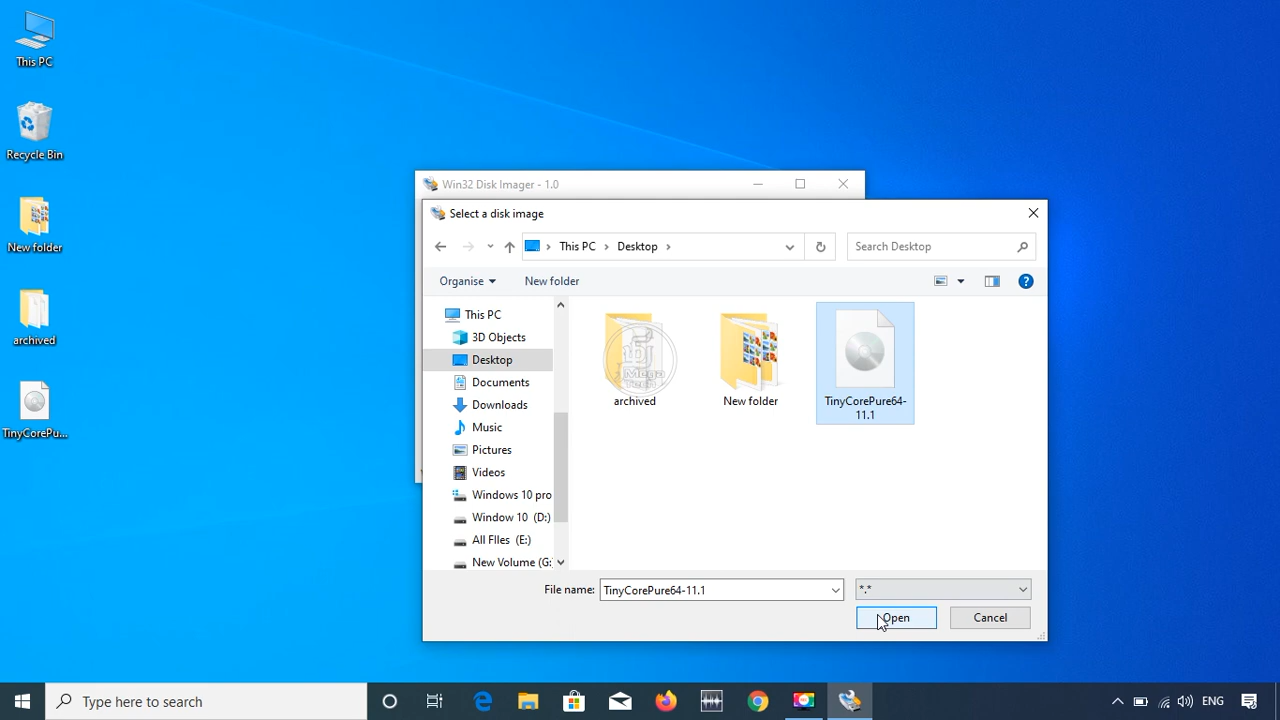 This PC
Recycle Bin
New folder
archived
TinyCorePu...
Win32 Disk Imager - 1.0
Select a disk image
This PC
Desktop
Search Desktop
Organise
New folder
This PC
3D Objects
Desktop
Documents
Downloads
Music
Pictures
Videos
Windows 10 pro
Window 10 (D:)
All FIles (E:)
New Volume (G:
archived
New folder
TinyCorePure64-
11.1
Mega
Tech
File name:
TinyCorePure64-11.1
*.*
Open
Cancel
Type here to search
ENG